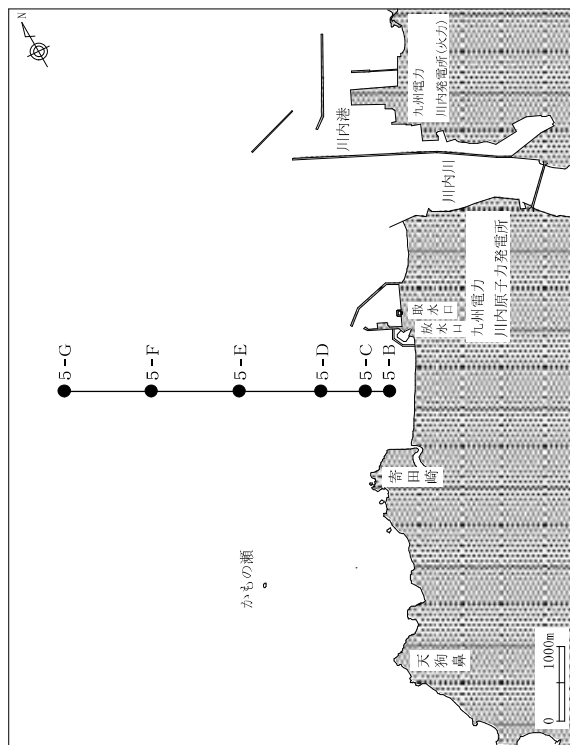 N
川内港
九州電力
川内発電所(火力)
川内川
九州電力
川内原子力発電所
取水口
放水口
5-G
5-F
5-E
5-D
5-C
5-B
寄田崎
かもの瀬
天狗鼻
0 1000m